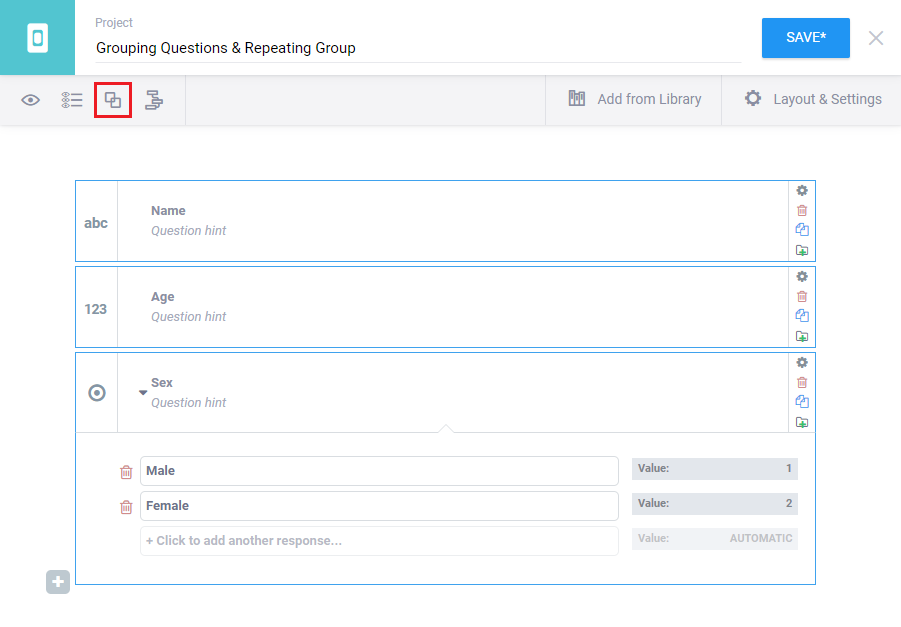 Project
Grouping Questions & Repeating Group
SAVE*
Add from Library
Layout & Settings
abc
Name
Question hint
123
Age
Question hint
Sex
Question hint
Male
Value: 1
Female
Value: 2
+ Click to add another response...
Value: AUTOMATIC